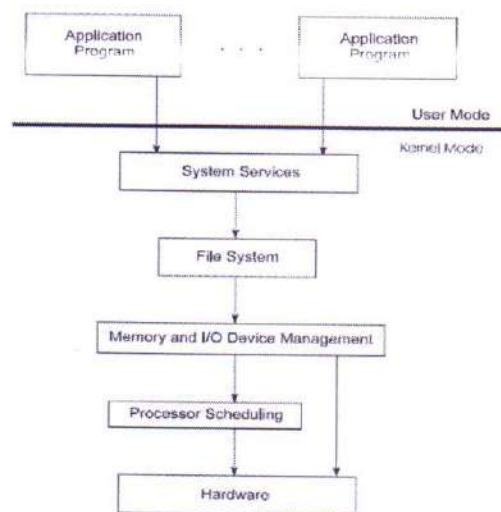 Application
Program
. . .
Application
Program
User Mode
Kernel Mode
System Services
File System
Memory and I/O Device Management
Processor Scheduling
Hardware